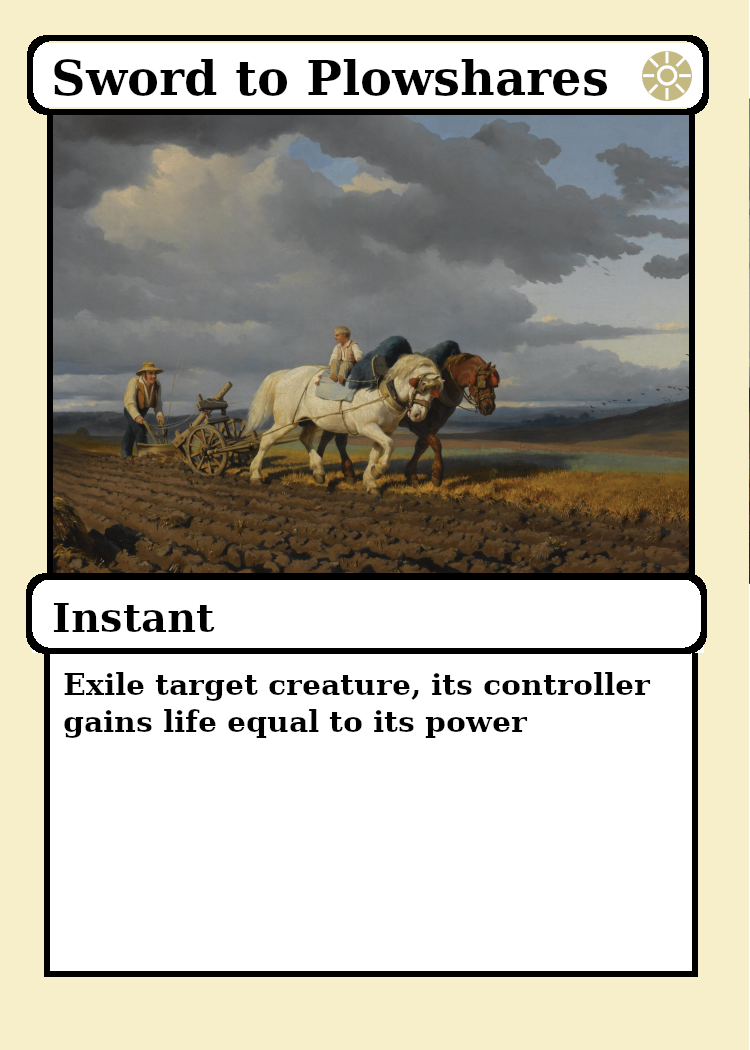 Sword to Plowshares
Instant
Exile target creature, its controller
gains life equal to its power